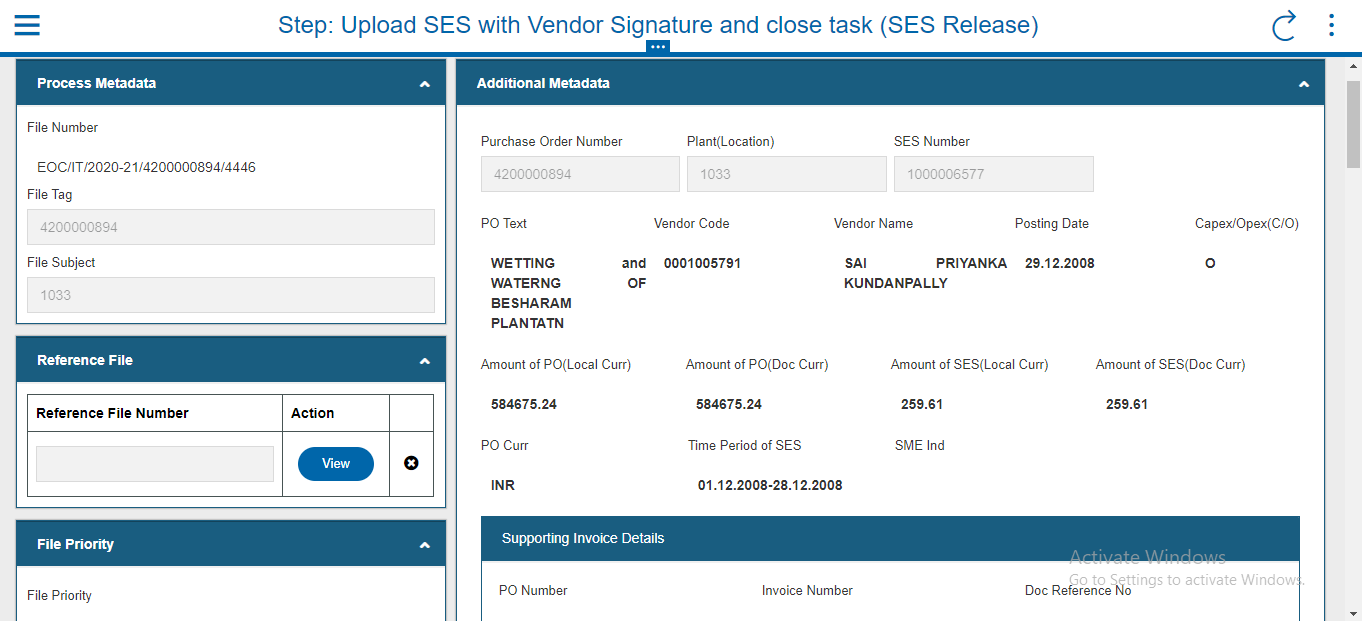 Step: Upload SES with Vendor Signature and close task (SES Release)
Process Metadata
File Number
EOC/IT/2020-21/4200000894/4446
File Tag
4200000894
File Subject
1033
Reference File
Reference File Number Action
View
File Priority
File Priority
Additional Metadata
Purchase Order Number Plant(Location) SES Number
4200000894 1033 1000006577
PO Text Vendor Code Vendor Name Posting Date Capex/Opex(C/O)
WETTING and 0001005791 SAI PRIYANKA 29.12.2008 O
WATERNG OF KUNDANPALLY
BESHARAM
PLANTATN
Amount of PO(Local Curr) Amount of PO(Doc Curr) Amount of SES(Local Curr) Amount of SES(Doc Curr)
584675.24 584675.24 259.61 259.61
PO Curr Time Period of SES SME Ind
INR 01.12.2008-28.12.2008
Supporting Invoice Details
PO Number Invoice Number Doc Reference No
Activate Windows
Go to Settings to activate Windows.